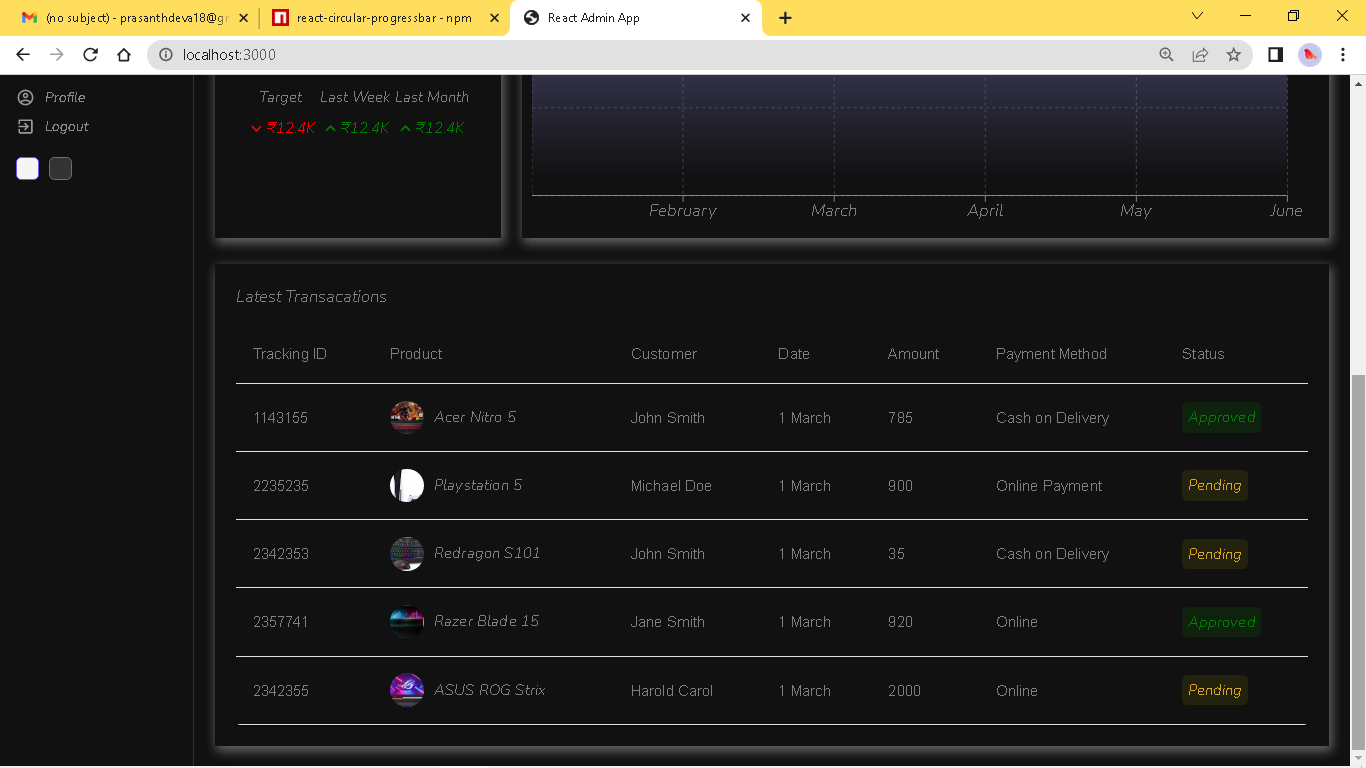 (no subject) - prasanthdeva18@gr
react-circular-progressbar - npm
React Admin App
localhost:3000
Profile
Logout
Target Last Week Last Month
₹12.4K ₹12.4K ₹12.4K
February March April May June
Latest Transacations
Tracking ID Product Customer Date Amount Payment Method Status
1143155 Acer Nitro 5 John Smith 1 March 785 Cash on Delivery Approved
2235235 Playstation 5 Michael Doe 1 March 900 Online Payment Pending
2342353 Redragon S101 John Smith 1 March 35 Cash on Delivery Pending
2357741 Razer Blade 15 Jane Smith 1 March 920 Online Approved
2342355 ASUS ROG Strix Harold Carol 1 March 2000 Online Pending